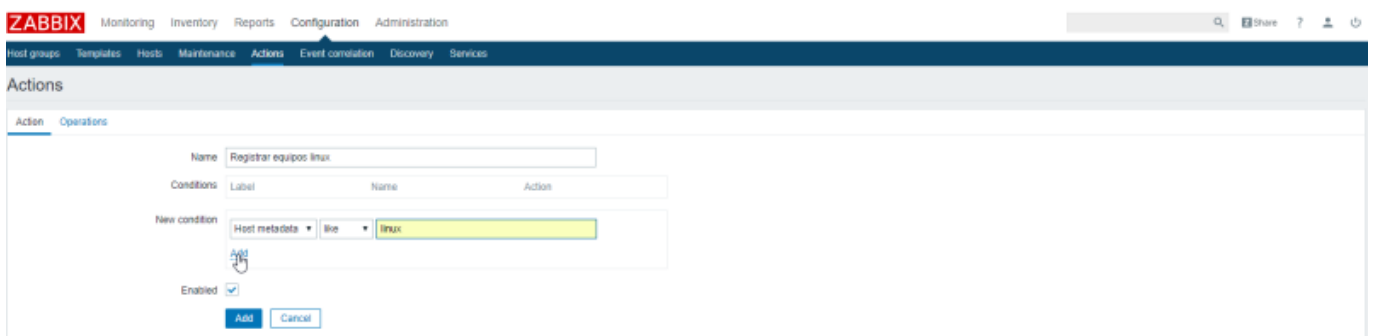 ZABBIX Monitoring Inventory Reports Configuration Administration Share ?
Host groups Templates Hosts Maintenance Actions Event correlation Discovery Services
Actions
Action Operations
Name Registrar equipos linux
Conditions Label Name Action
New condition
Host metadata like linux
Add
Enabled
Add Cancel